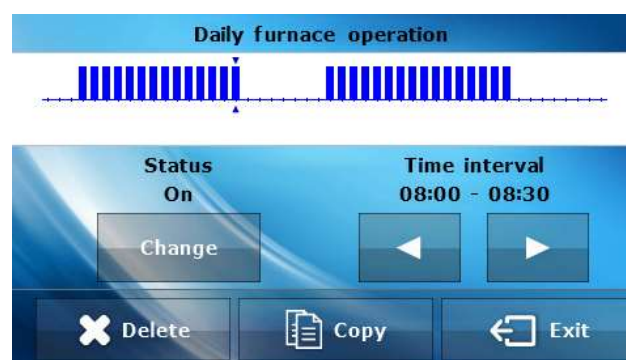 Daily furnace operation
Status
On
Time interval
08:00 - 08:30
Change
Delete
Copy
Exit